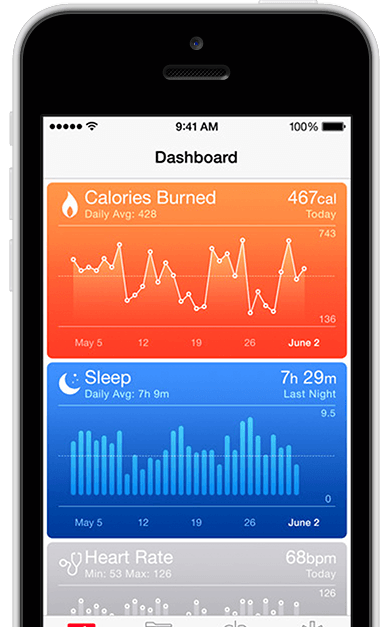 9:41 AM 100%
Dashboard
Calories Burned 467cal
Daily Avg: 428 Today
743
136
May 5 12 19 26 June 2
Sleep 7h 29m
Daily Avg: 7h 9m Last Night
9.5
0
May 5 12 19 26 June 2
Heart Rate 68bpm
Min: 53 Max: 126 Today
126